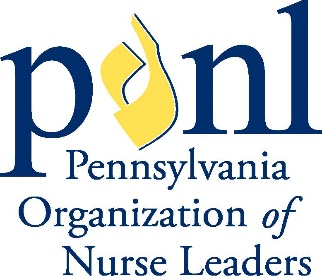 ponl
Pennsylvania
Organization of
Nurse Leaders